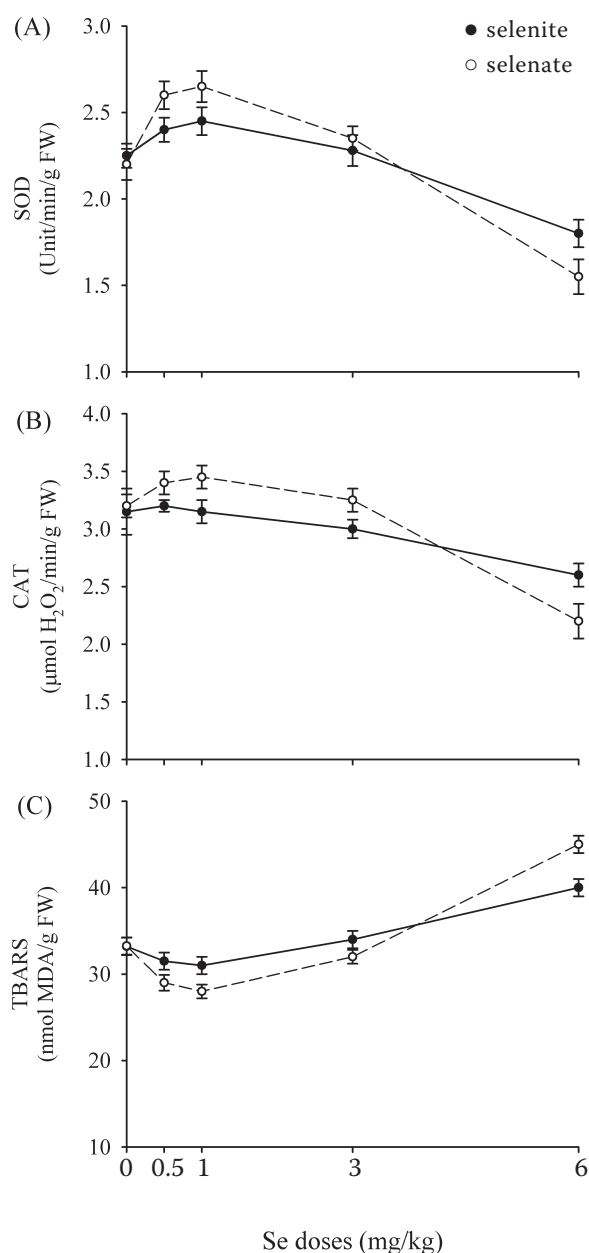 (A)
3.0
selenite
selenate
2.5
2.0
1.5
1.0
SOD
(Unit/min/g FW)
(B)
4.0
3.5
3.0
2.5
2.0
1.5
1.0
CAT
(μmol H₂O₂/min/g FW)
(C)
50
40
30
20
10
TBARS
(nmol MDA/g FW)
0 0.5 1 3 6
Se doses (mg/kg)